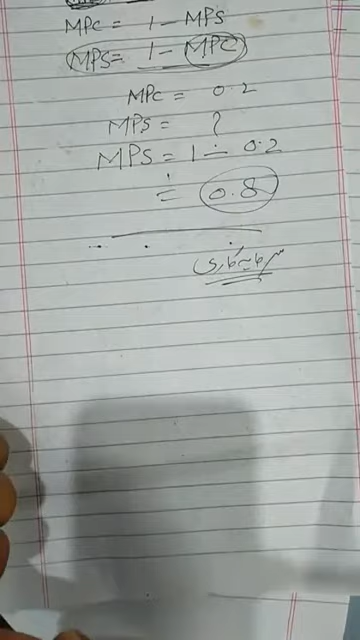 MPC = 1 - MPS
MPS = 1 - MPC
MPC = 0.2
MPS = ?
MPS = 1 - 0.2
= 0.8
سرمایہ کاری